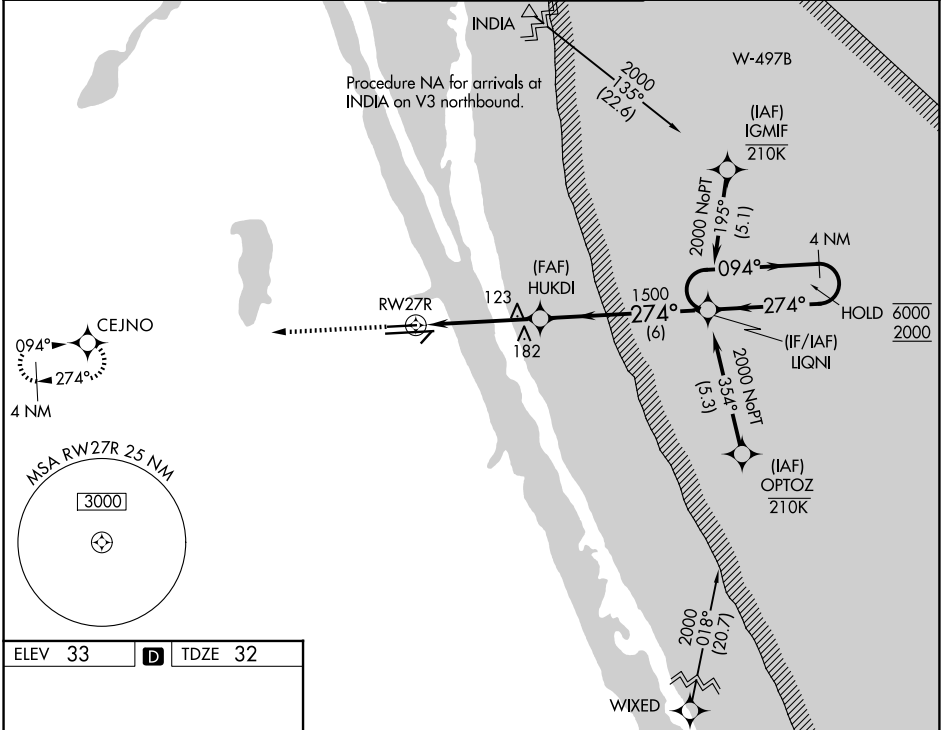 INDIA
W-497B
Procedure NA for arrivals at
INDIA on V3 northbound.
2000
135°
(22.6)
(IAF)
IGMIF
210K
2000 NoPT
195°
(5.1)
4 NM
094°
(FAF)
HUKDI
1500
274°
(6)
274°
HOLD 6000
2000
RW27R
123
182
(IF/IAF)
LIQNI
CEJNO
094°
274°
4 NM
2000 NoPT
354°
(5.3)
(IAF)
OPTOZ
210K
MSA RW27R 25 NM
3000
2000
018°
(20.7)
WIXED
ELEV 33 D TDZE 32